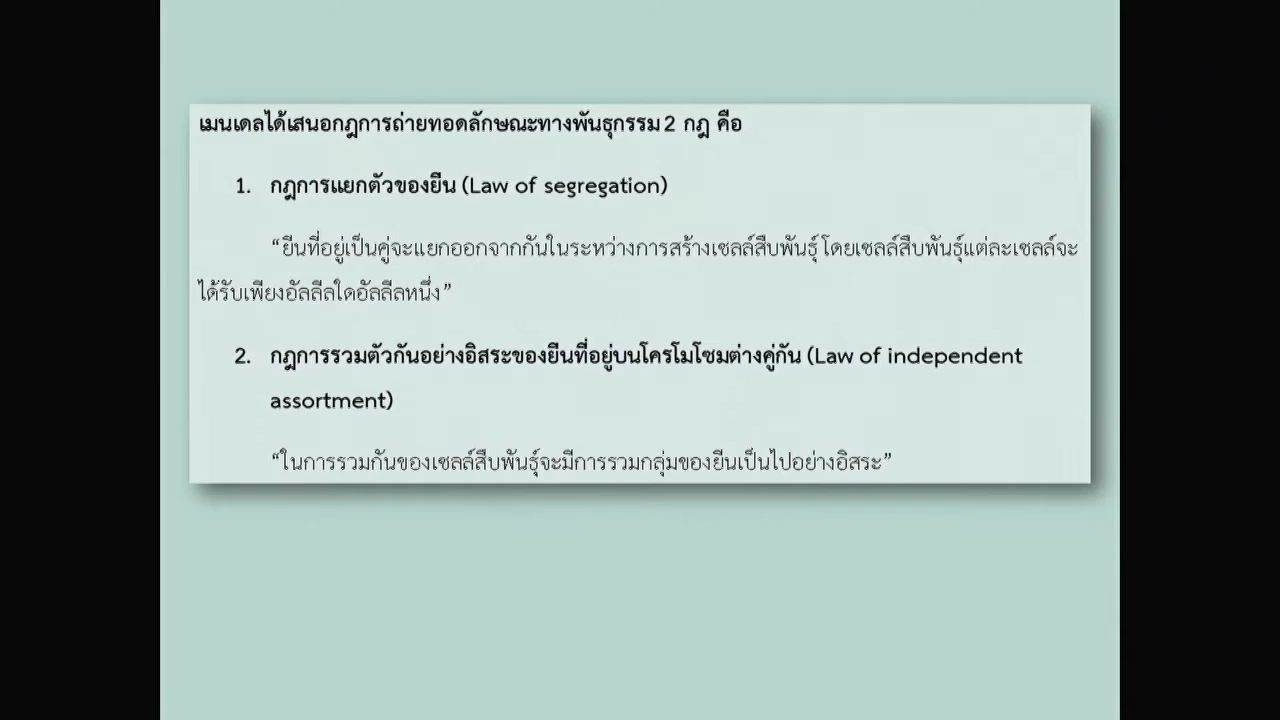 เมนเดลได้เสนอกฎการถ่ายทอดลักษณะทางพันธุกรรม 2 กฎ คือ
1. กฎการแยกตัวของยีน (Law of segregation)
“ยีนที่อยู่เป็นคู่จะแยกออกจากกันในระหว่างการสร้างเซลล์สืบพันธุ์ โดยเซลล์สืบพันธุ์แต่ละเซลล์จะ
ได้รับเพียงอัลลีลใดอัลลีลหนึ่ง”
2. กฎการรวมตัวกันอย่างอิสระของยีนที่อยู่บนโครโมโซมต่างคู่กัน (Law of independent
assortment)
“ในการรวมกันของเซลล์สืบพันธุ์จะมีการรวมกลุ่มของยีนเป็นไปอย่างอิสระ”